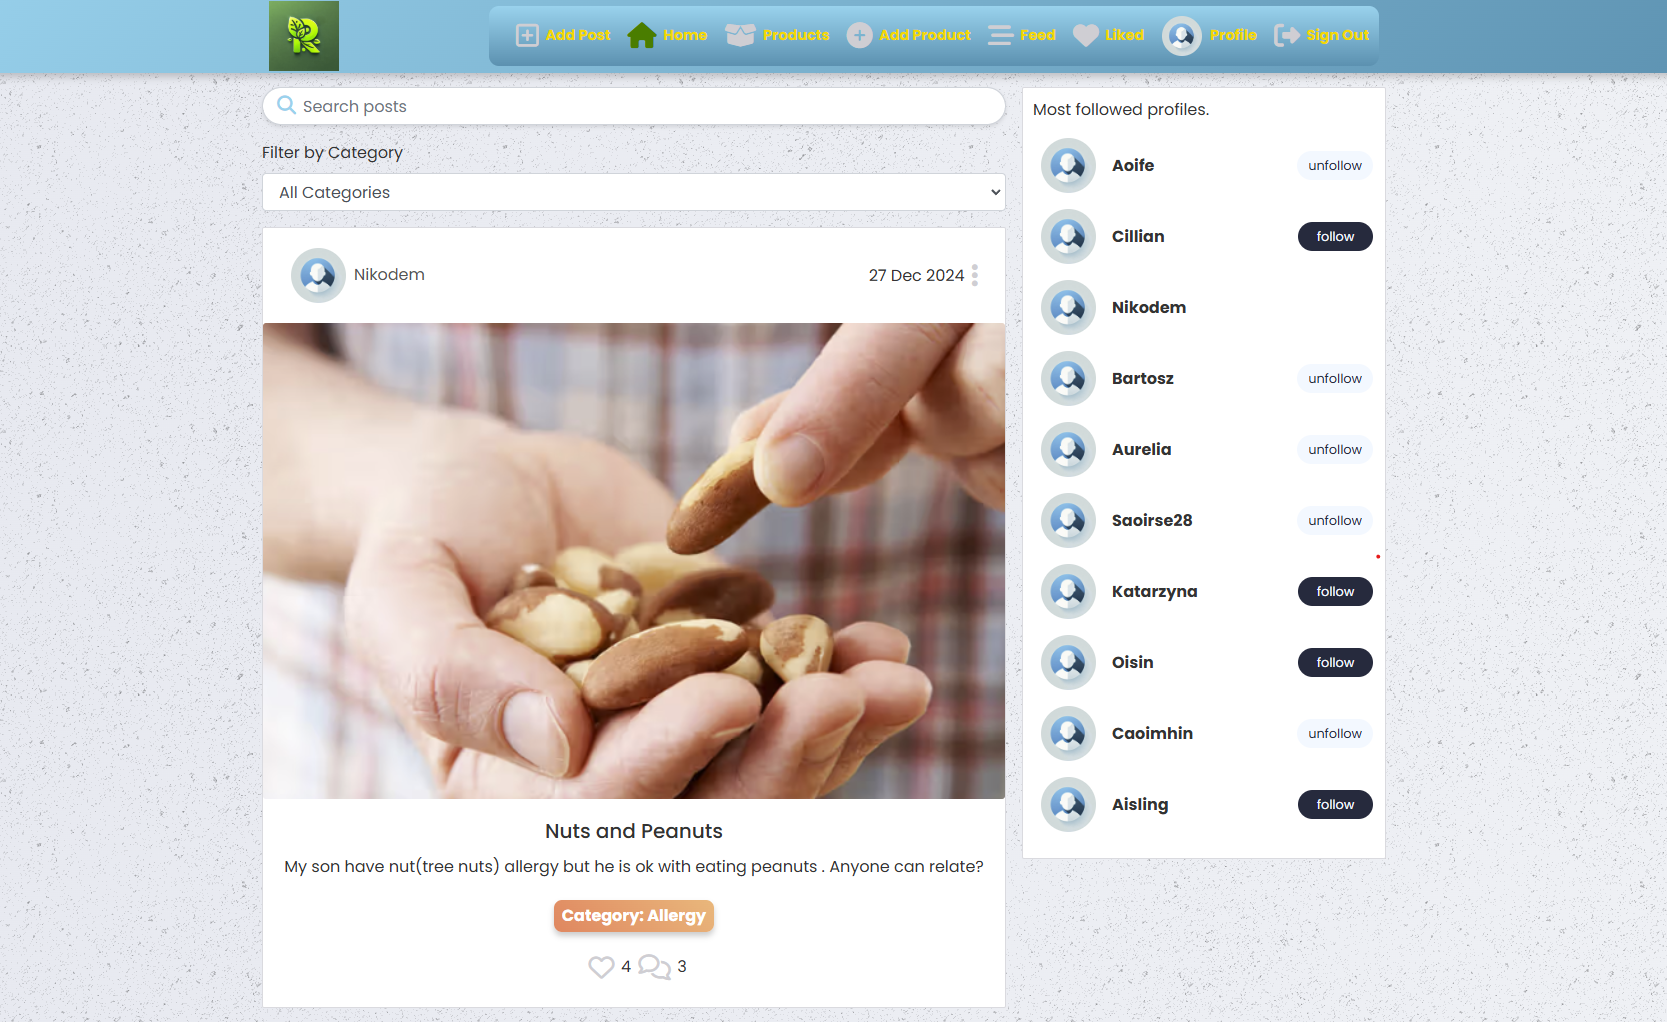 R
Add Post Home Products Add Product Feed Liked Profile Sign Out
Search posts
Filter by Category
All Categories
Nikodem
27 Dec 2024
Nuts and Peanuts
My son have nut(tree nuts) allergy but he is ok with eating peanuts . Anyone can relate?
Category: Allergy
4 3
Most followed profiles.
Aoife unfollow
Cillian follow
Nikodem
Bartosz unfollow
Aurelia unfollow
Saoirse28 unfollow
Katarzyna follow
Oisin follow
Caoimhin unfollow
Aisling follow